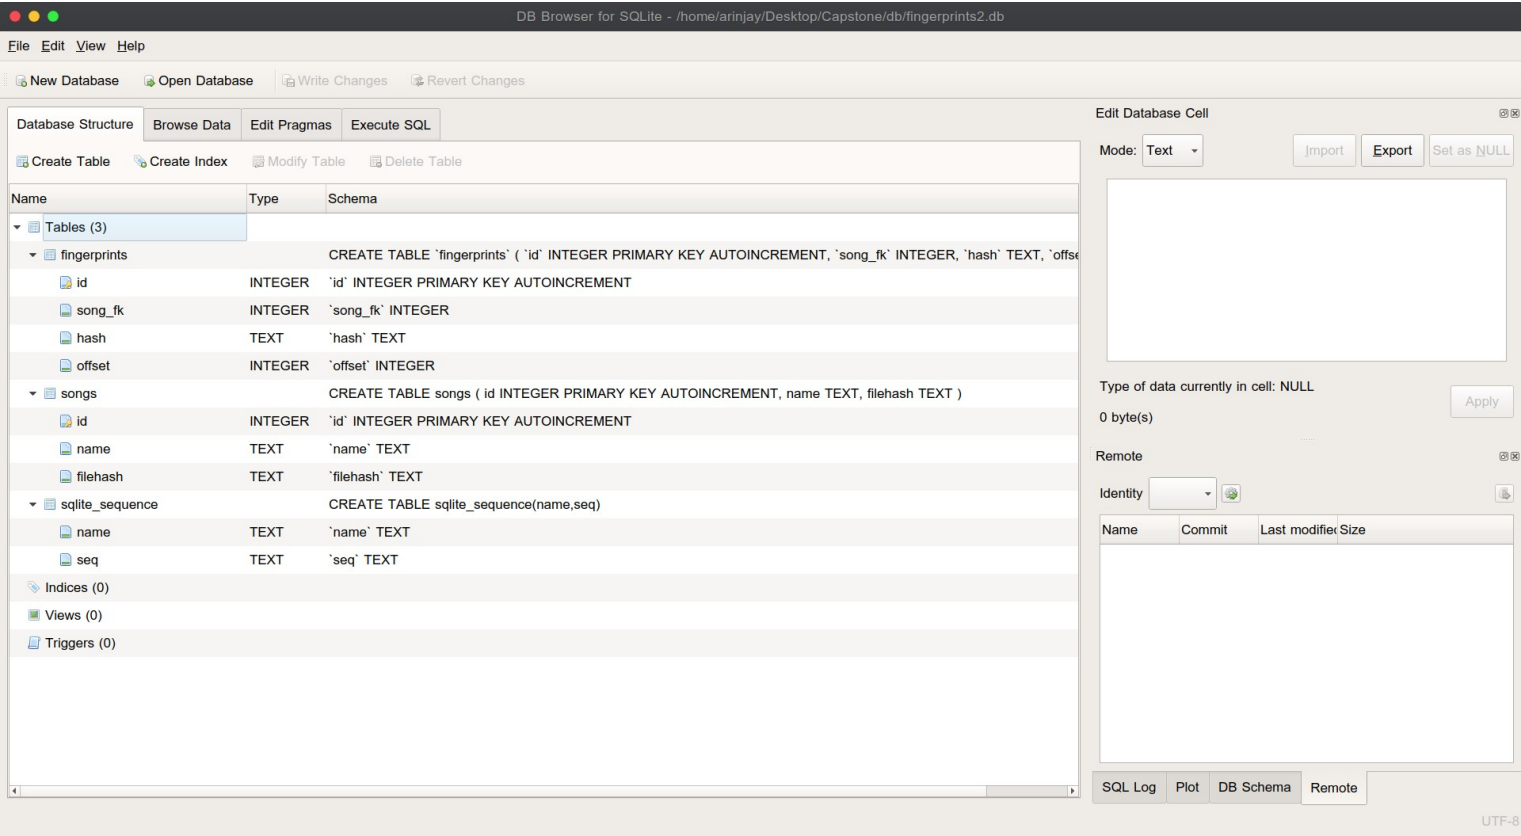 DB Browser for SQLite - /home/arinjay/Desktop/Capstone/db/fingerprints2.db
File Edit View Help
New Database Open Database Write Changes Revert Changes
Database Structure Browse Data Edit Pragmas Execute SQL
Create Table Create Index Modify Table Delete Table
Name Type Schema
Tables (3)
fingerprints CREATE TABLE `fingerprints` ( `id` INTEGER PRIMARY KEY AUTOINCREMENT, `song_fk` INTEGER, `hash` TEXT, `offse
id INTEGER `id` INTEGER PRIMARY KEY AUTOINCREMENT
song_fk INTEGER `song_fk` INTEGER
hash TEXT `hash` TEXT
offset INTEGER `offset` INTEGER
songs CREATE TABLE songs ( id INTEGER PRIMARY KEY AUTOINCREMENT, name TEXT, filehash TEXT )
id INTEGER `id` INTEGER PRIMARY KEY AUTOINCREMENT
name TEXT `name` TEXT
filehash TEXT `filehash` TEXT
sqlite_sequence CREATE TABLE sqlite_sequence(name,seq)
name TEXT `name` TEXT
seq TEXT `seq` TEXT
Indices (0)
Views (0)
Triggers (0)
Edit Database Cell
Mode: Text Import Export Set as NULL
Type of data currently in cell: NULL
Apply
0 byte(s)
Remote
Identity
Name Commit Last modified Size
SQL Log Plot DB Schema Remote
UTF-8